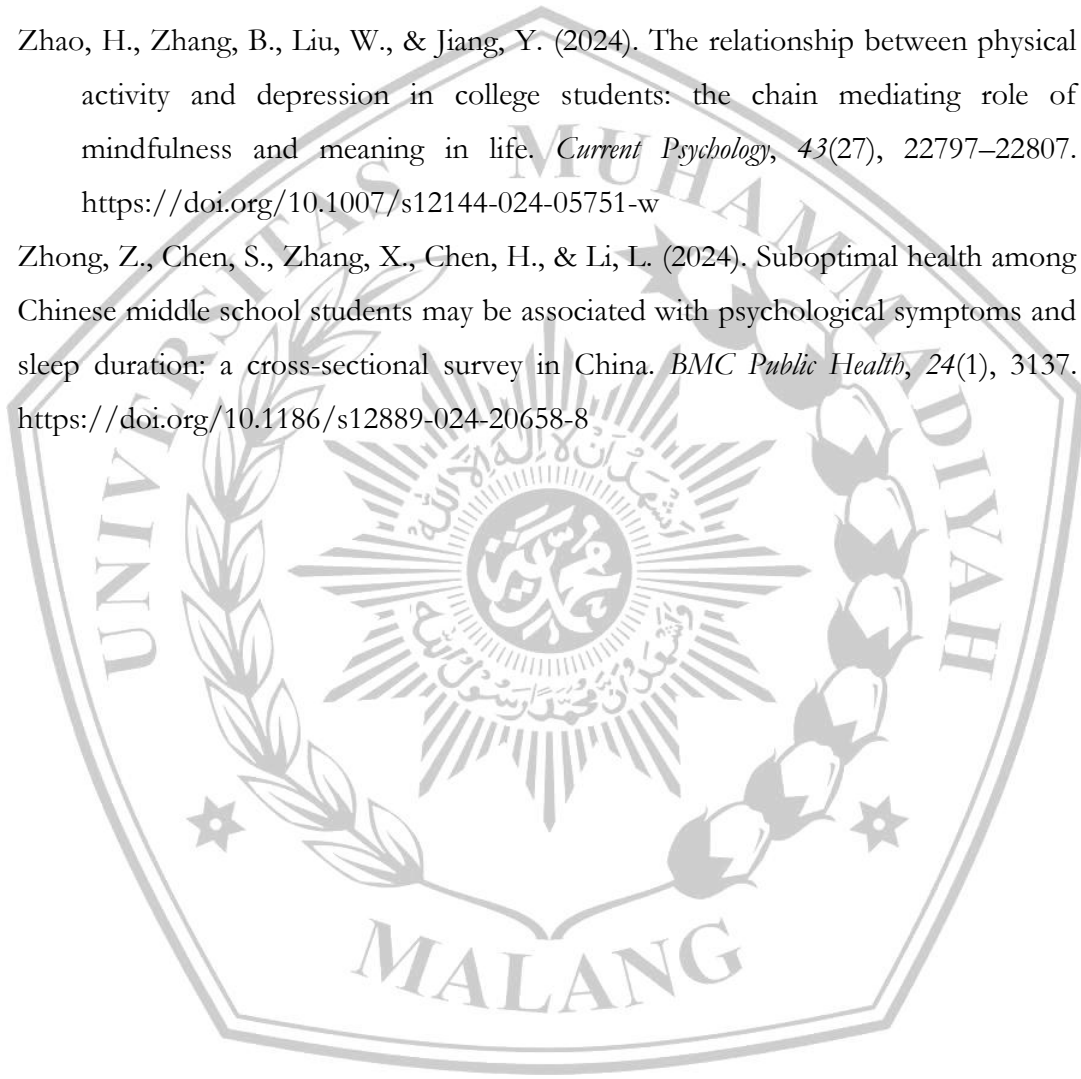 Zhao, H., Zhang, B., Liu, W., & Jiang, Y. (2024). The relationship between physical
activity and depression in college students: the chain mediating role of
mindfulness and meaning in life. Current Psychology, 43(27), 22797–22807.
https://doi.org/10.1007/s12144-024-05751-w
Zhong, Z., Chen, S., Zhang, X., Chen, H., & Li, L. (2024). Suboptimal health among
Chinese middle school students may be associated with psychological symptoms and
sleep duration: a cross-sectional survey in China. BMC Public Health, 24(1), 3137.
https://doi.org/10.1186/s12889-024-20658-8
UNIVERSITAS MUHAMMADIYAH
MALANG